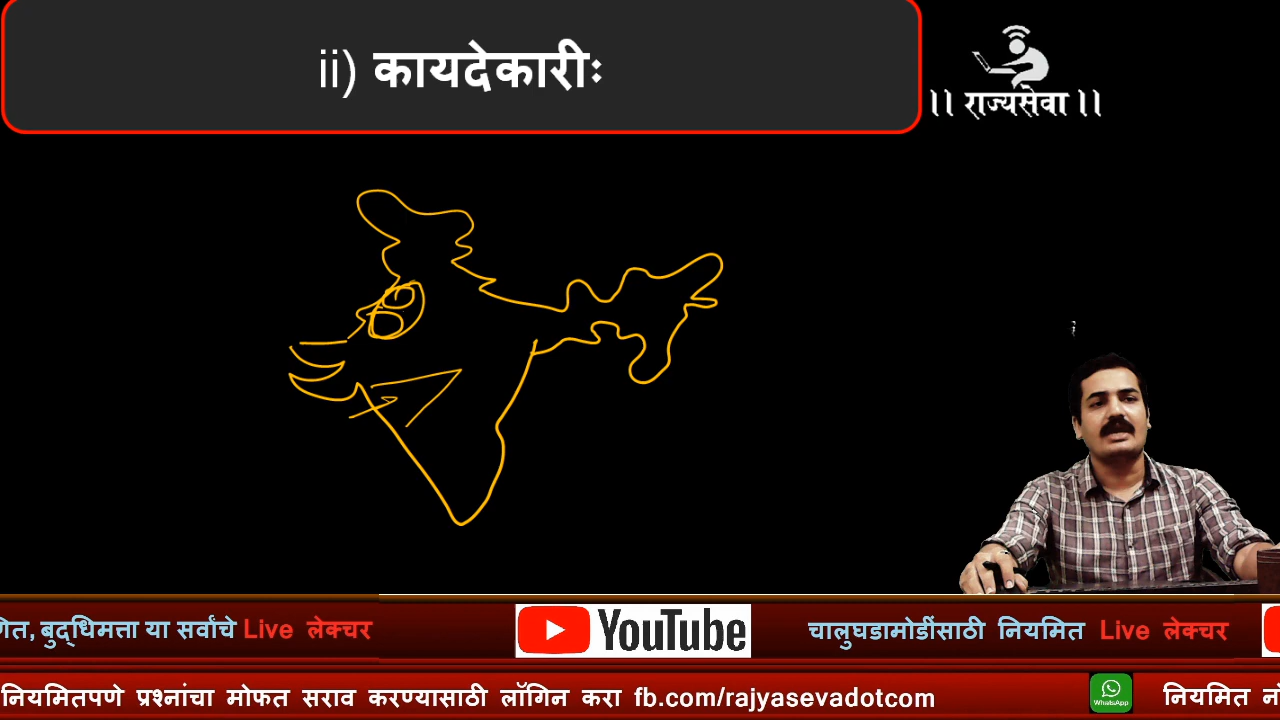 ii) कायदेकारीः
।। राज्यसेवा ।।
गित, बुद्धिमत्ता या सर्वांचे Live लेक्चर
YouTube
चालुघडामोडींसाठी नियमित Live लेक्चर
नियमितपणे प्रश्नांचा मोफत सराव करण्यासाठी लॉगिन करा fb.com/rajyasevadotcom
WhatsApp
नियमित